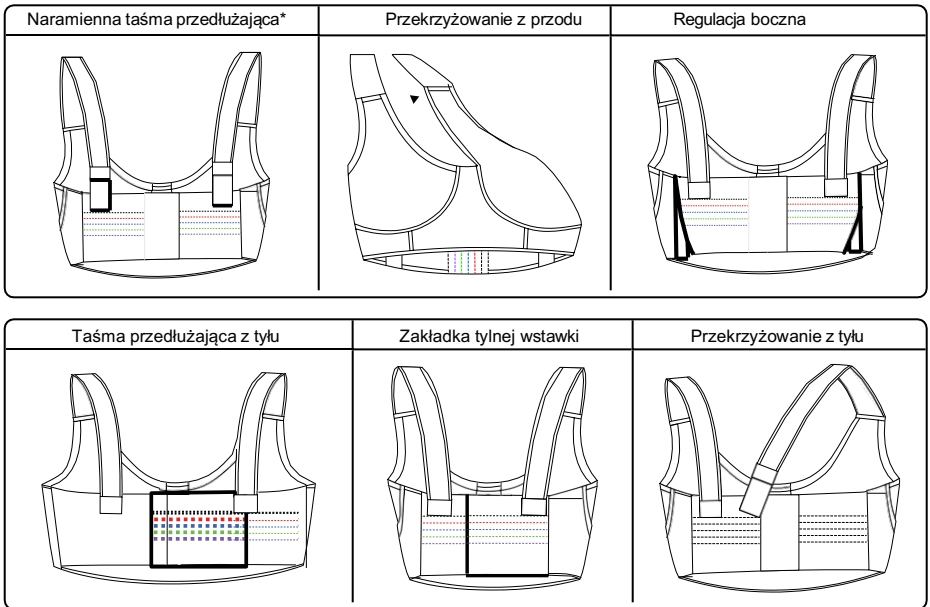 Naramienna taśma przedłużająca*
Przekrzyżowanie z przodu
Regulacja boczna
Taśma przedłużająca z tyłu
Zakładka tylnej wstawki
Przekrzyżowanie z tyłu